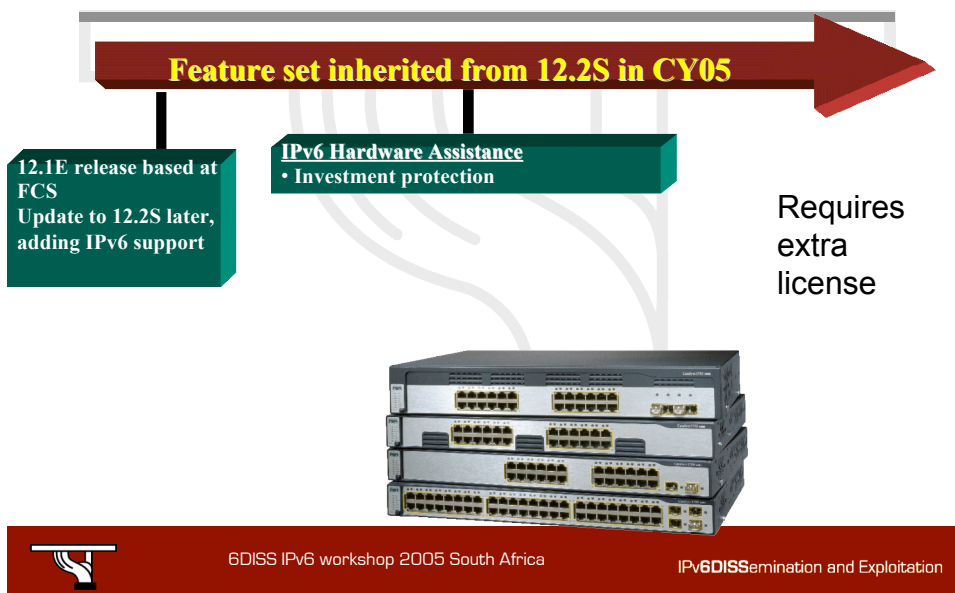 Feature set inherited from 12.2S in CY05
12.1E release based at
FCS
Update to 12.2S later,
adding IPv6 support
IPv6 Hardware Assistance
• Investment protection
Requires
extra
license
6DISS IPv6 workshop 2005 South Africa
IPv6DISSemination and Exploitation